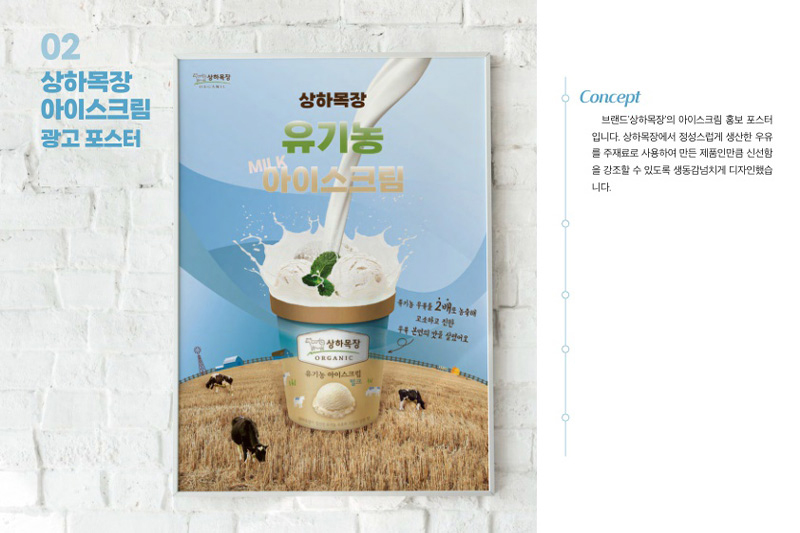 02
상하목장
아이스크림
광고 포스터
상하목장
ORGANIC
상하목장
유기농
MILK
아이스크림
유기농 우유를 2배로 농축해
고소하고 진한
우유 본연의 맛을 살렸어요
상하목장
ORGANIC
유기농 아이스크림
밀크
Concept
브랜드'상하목장'의 아이스크림 홍보 포스터
입니다. 상하목장에서 정성스럽게 생산한 우유
를 주재료로 사용하여 만든 제품인만큼 신선함
을 강조할 수 있도록 생동감넘치게 디자인했습
니다.